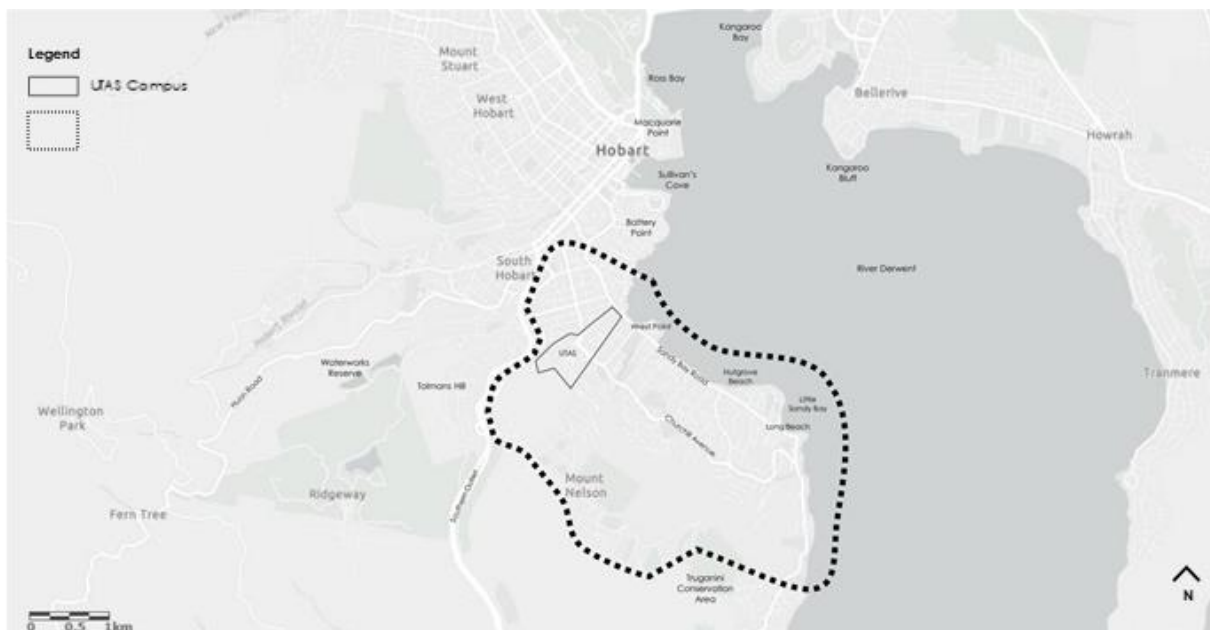 Legend
UTAS Campus
Mount
Stuart
West
Hobart
Kangaroo
Bay
Ross Bay
Macquarie
Point
Hobart
Sullivan's
Cove
Battery
Point
Bellerive
Howrah
Kangaroo
Bluff
River Derwent
South
Hobart
UTAS
Sandy Bay Road
Nutgrove
Beach
Little
Sandy Bay
Long Beach
Churchill Avenue
Waterworks
Reserve
Tolmans Hill
Huon Road
Wellington
Park
Tranmere
Mount
Nelson
Ridgeway
Southern Outlet
Fern Tree
Truganini
Conservation
Area
N
0 0.5 1km